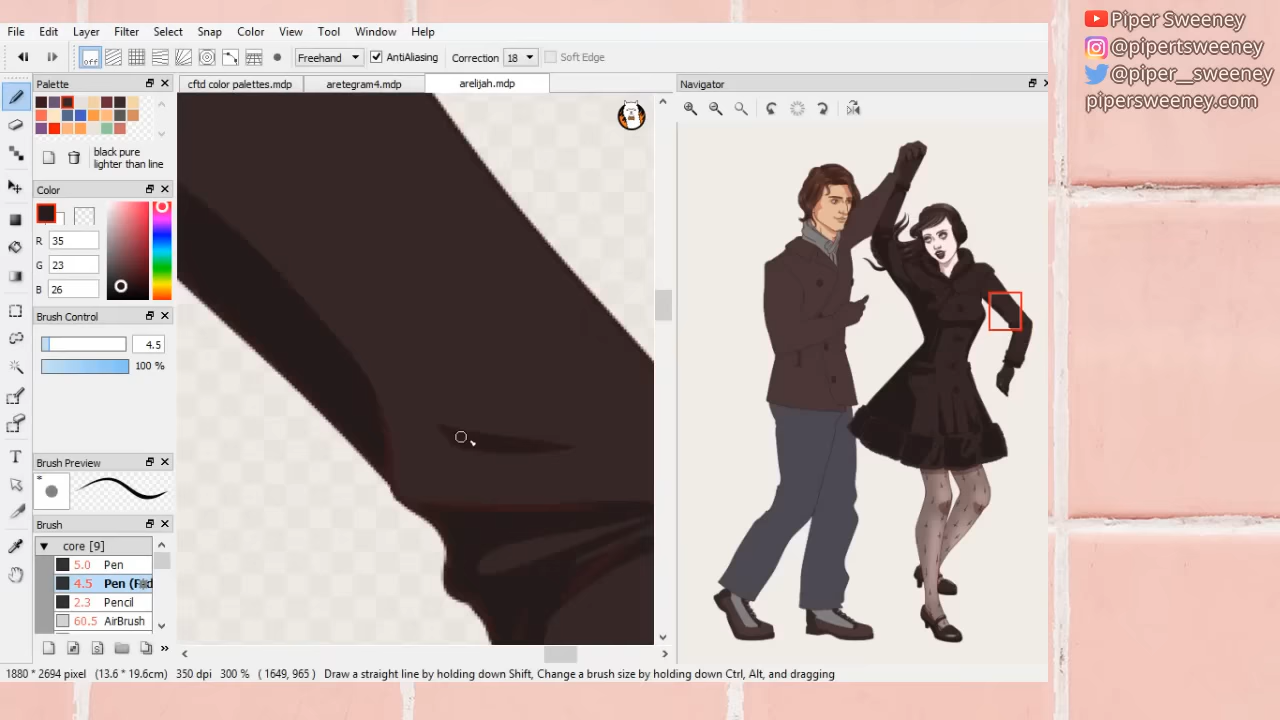 Piper Sweeney
@pipertsweeney
@piper__sweeney
pipersweeney.com
File Edit Layer Filter Select Snap Color View Tool Window Help
off Freehand AntiAliasing Correction 18 Soft Edge
Palette
cftd color palettes.mdp aretegram4.mdp arelijah.mdp
Navigator
black pure
lighter than line
Color
R 35
G 23
B 26
Brush Control
4.5
100 %
Brush Preview
*
Brush
core [9]
5.0 Pen
4.5 Pen
2.3 Pencil
60.5 AirBrush
1880 * 2694 pixel (13.6 * 19.6cm) 350 dpi 300 % ( 1649, 965) Draw a straight line by holding down Shift, Change a brush size by holding down Ctrl, Alt, and dragging